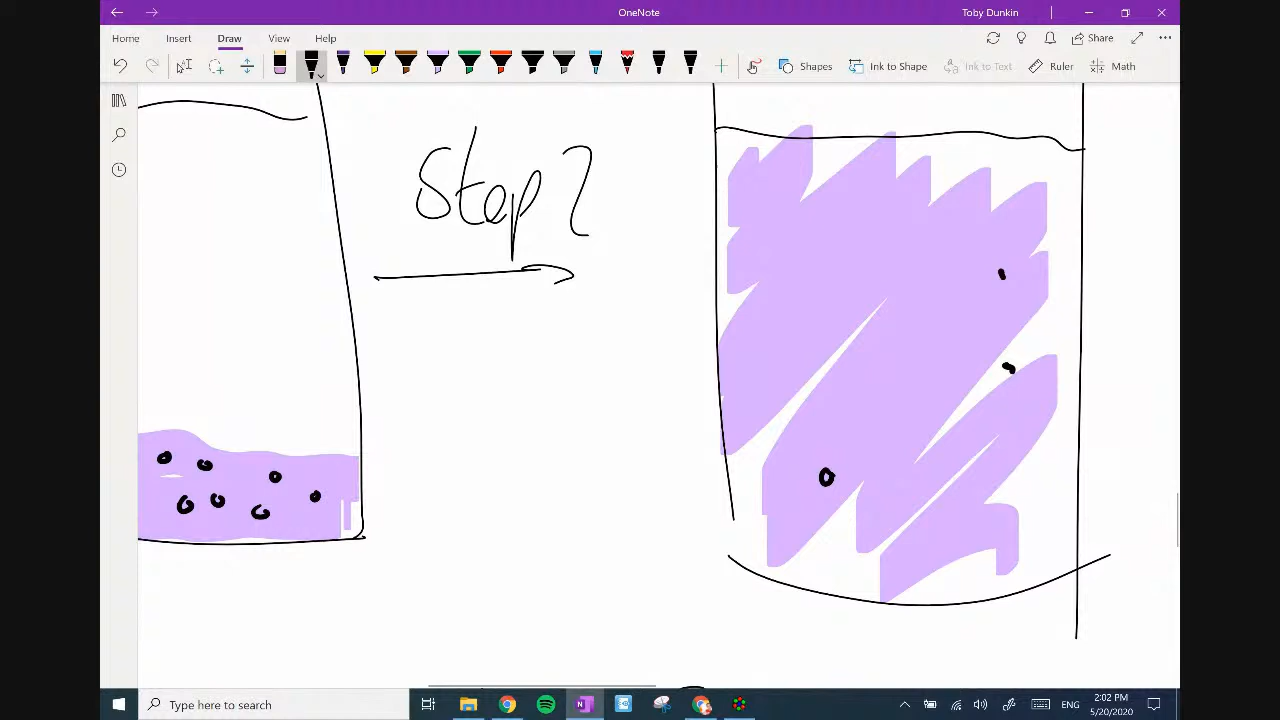 OneNote
Toby Dunkin
Home Insert Draw View Help
Share
Shapes
Ink to Shape
Ink to Text
Ruler
Math
Step 2
Type here to search
ENG
2:02 PM
5/20/2020